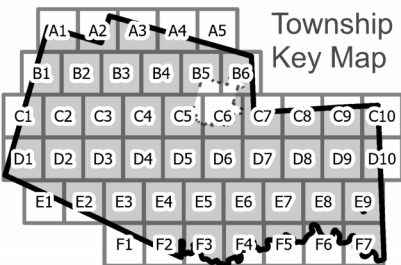 Township
Key Map
A1 A2 A3 A4 A5
B1 B2 B3 B4 B5 B6
C1 C2 C3 C4 C5 C6 C7 C8 C9 C10
D1 D2 D3 D4 D5 D6 D7 D8 D9 D10
E1 E2 E3 E4 E5 E6 E7 E8 E9
F1 F2 F3 F4 F5 F6 F7